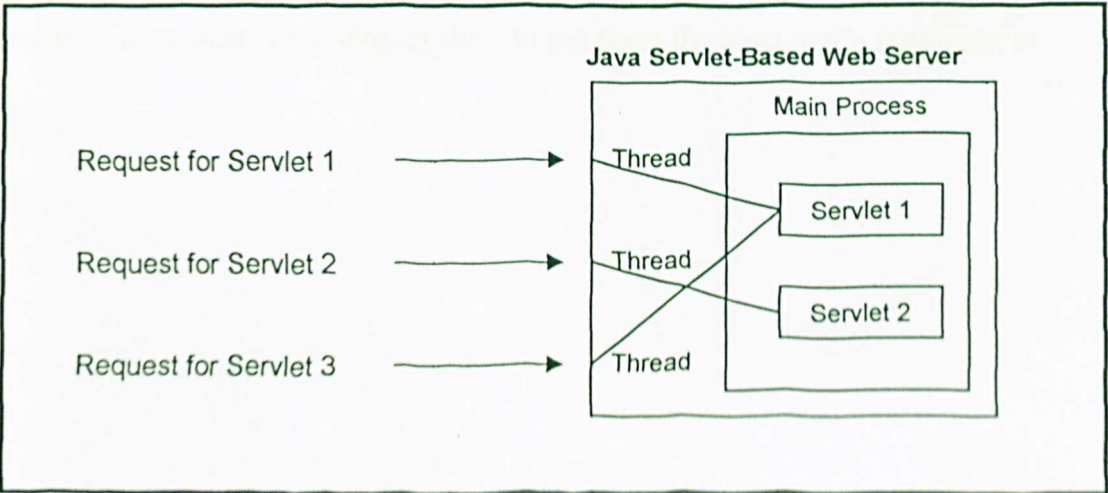 Java Servlet-Based Web Server
Main Process
Request for Servlet 1
Thread
Servlet 1
Request for Servlet 2
Thread
Servlet 2
Request for Servlet 3
Thread